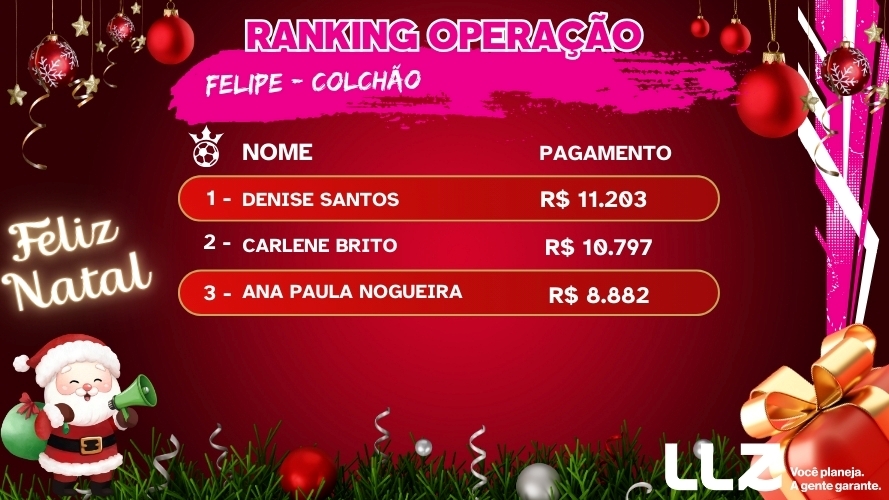 RANKING OPERAÇÃO
FELIPE - COLCHÃO
NOME PAGAMENTO
1 - DENISE SANTOS R$ 11.203
2 - CARLENE BRITO R$ 10.797
3 - ANA PAULA NOGUEIRA R$ 8.882
Feliz
Natal
LLZ
Você planeja.
A gente garante.